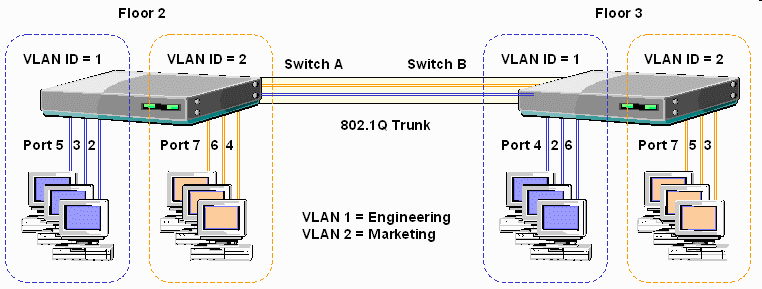 Floor 2
Floor 3
VLAN ID = 1
VLAN ID = 2
Switch A
Switch B
VLAN ID = 1
VLAN ID = 2
802.1Q Trunk
Port 5 3 2
Port 7 6 4
Port 4 2 6
Port 7 5 3
VLAN 1 = Engineering
VLAN 2 = Marketing